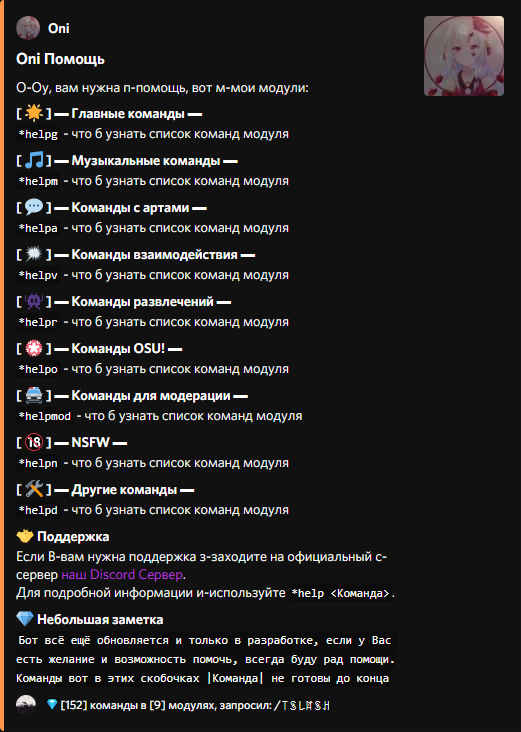 Oni
Oni Помощь
О-Оу, вам нужна п-помощь, вот м-мои модули:
[ 🌟 ] — Главные команды —
*helpg - что б узнать список команд модуля
[ 🎵 ] — Музыкальные команды —
*helpm - что б узнать список команд модуля
[ 💬 ] — Команды с артами —
*helpa - что б узнать список команд модуля
[ 🗯 ] — Команды взаимодействия —
*helpv - что б узнать список команд модуля
[ 👾 ] — Команды развлечений —
*helpr - что б узнать список команд модуля
[ 💮 ] — Команды OSU! —
*helpo - что б узнать список команд модуля
[ 🚔 ] — Команды для модерации —
*helpmod - что б узнать список команд модуля
[ 🔞 ] — NSFW —
*helpn - что б узнать список команд модуля
[ 🛠 ] — Другие команды —
*helpd - что б узнать список команд модуля
🤝 Поддержка
Если В-вам нужна поддержка з-заходите на официальный с-
сервер наш Discord Сервер.
Для подробной информации и-используйте *help <Команда>.
💎 Небольшая заметка
Бот всё ещё обновляется и только в разработке, если у Вас
есть желание и возможность помочь, всегда буду рад помощи.
Команды вот в этих скобочках |Команда| не готовы до конца
💎 [152] команды в [9] модулях, запросил: